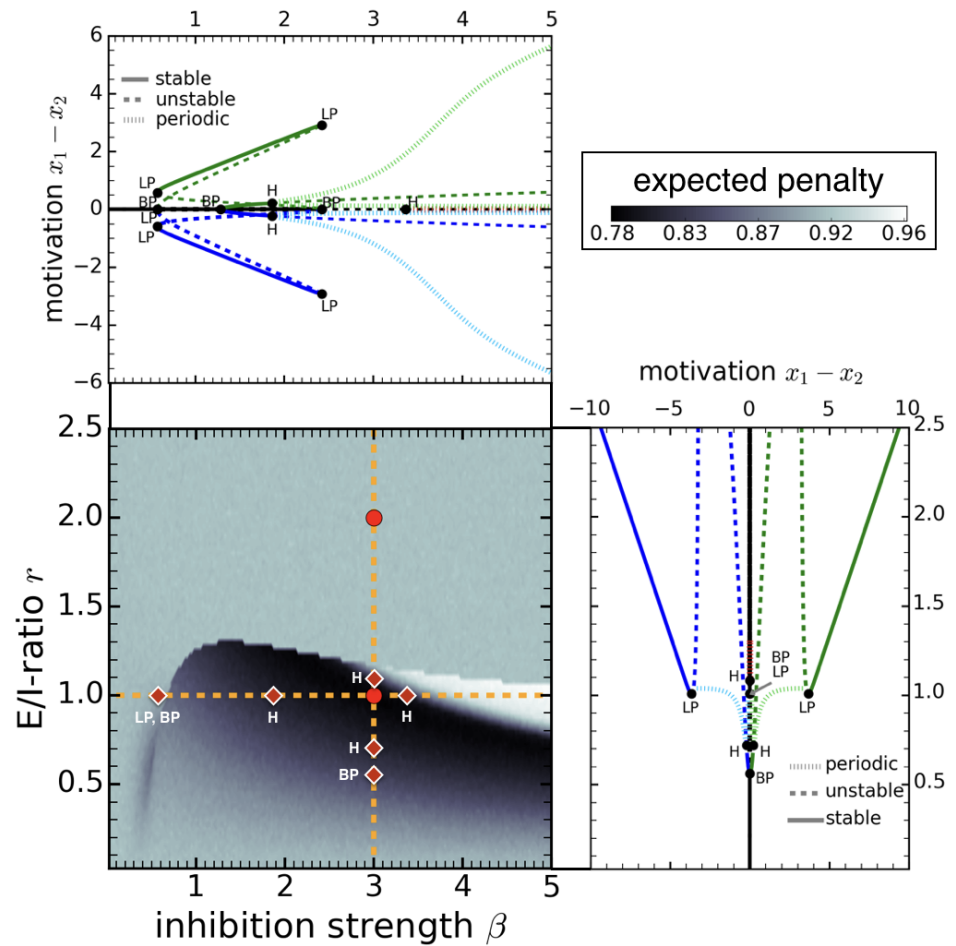 1 2 3 4 5
6
4
2
0
−2
−4
−6
motivation x₁ − x₂
stable
unstable
periodic
LP
LP
BP
LP
LP
BP
H
H
BP
H
LP
expected penalty
0.78 0.83 0.87 0.92 0.96
motivation x₁ − x₂
−10 −5 0 5 10
2.5
2.0
1.5
1.0
0.5
E/I-ratio r
H
LP, BP
H
H
H
BP
1 2 3 4 5
inhibition strength β
2.5
2.0
1.5
1.0
0.5
H
BP
LP
LP
LP
H H
BP
periodic
unstable
stable